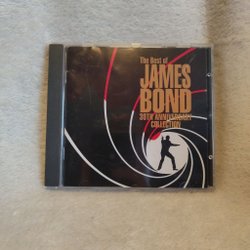 The Best of
JAMES
BOND
30TH ANNIVERSARY
COLLECTION